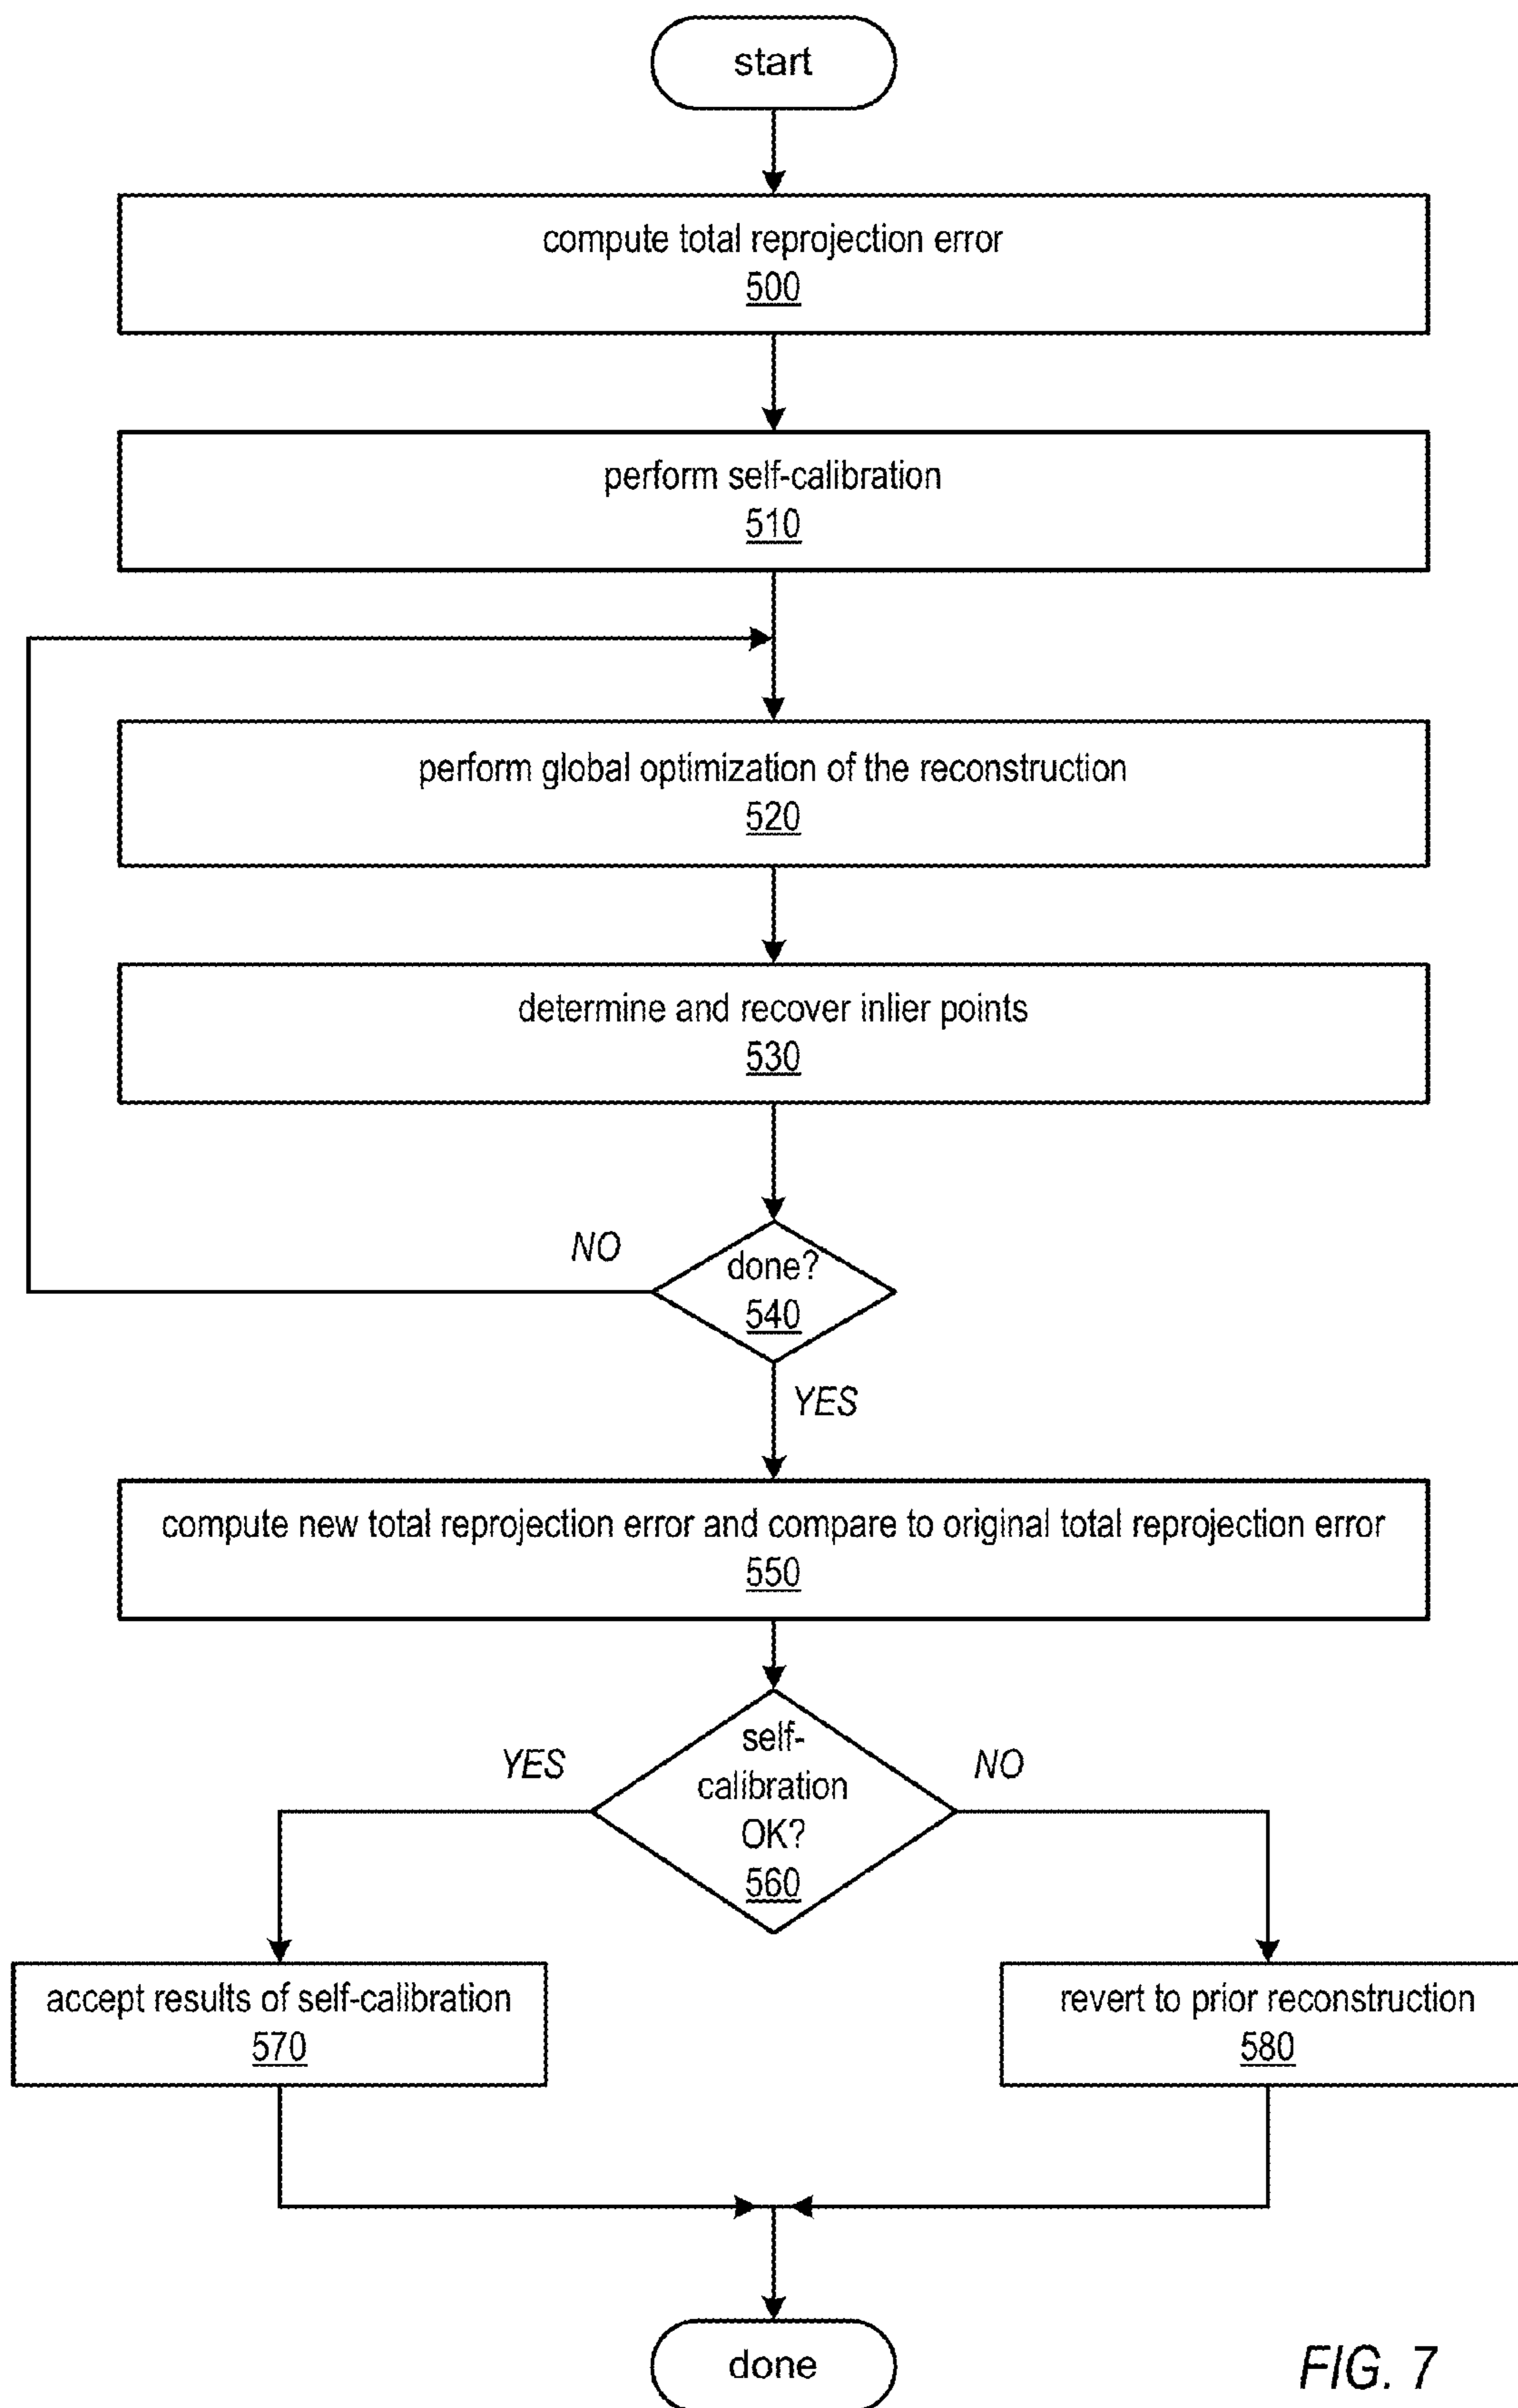 start
compute total reprojection error
500
perform self-calibration
510
perform global optimization of the reconstruction
520
determine and recover inlier points
530
NO
done?
540
YES
compute new total reprojection error and compare to original total reprojection error
550
self-
calibration
OK?
560
YES
NO
accept results of self-calibration
570
revert to prior reconstruction
580
done
FIG. 7